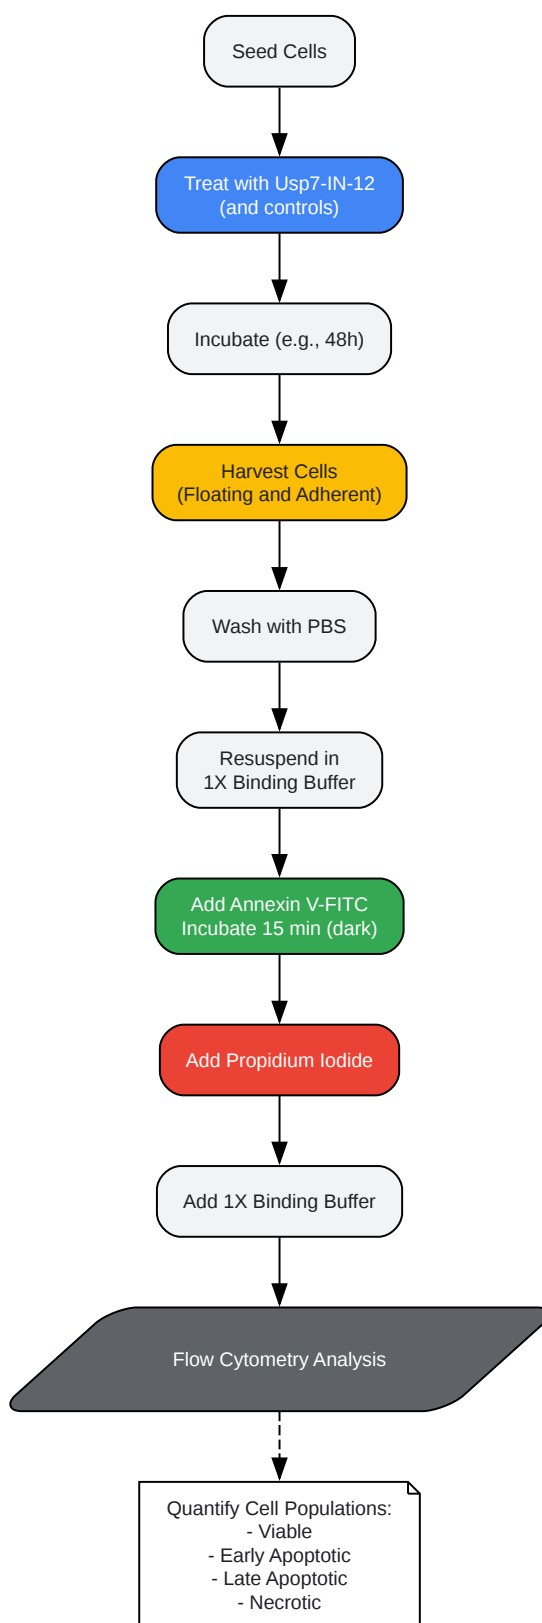 Seed Cells
Treat with Usp7-IN-12
(and controls)
Incubate (e.g., 48h)
Harvest Cells
(Floating and Adherent)
Wash with PBS
Resuspend in
1X Binding Buffer
Add Annexin V-FITC
Incubate 15 min (dark)
Add Propidium Iodide
Add 1X Binding Buffer
Flow Cytometry Analysis
Quantify Cell Populations:
- Viable
- Early Apoptotic
- Late Apoptotic
- Necrotic